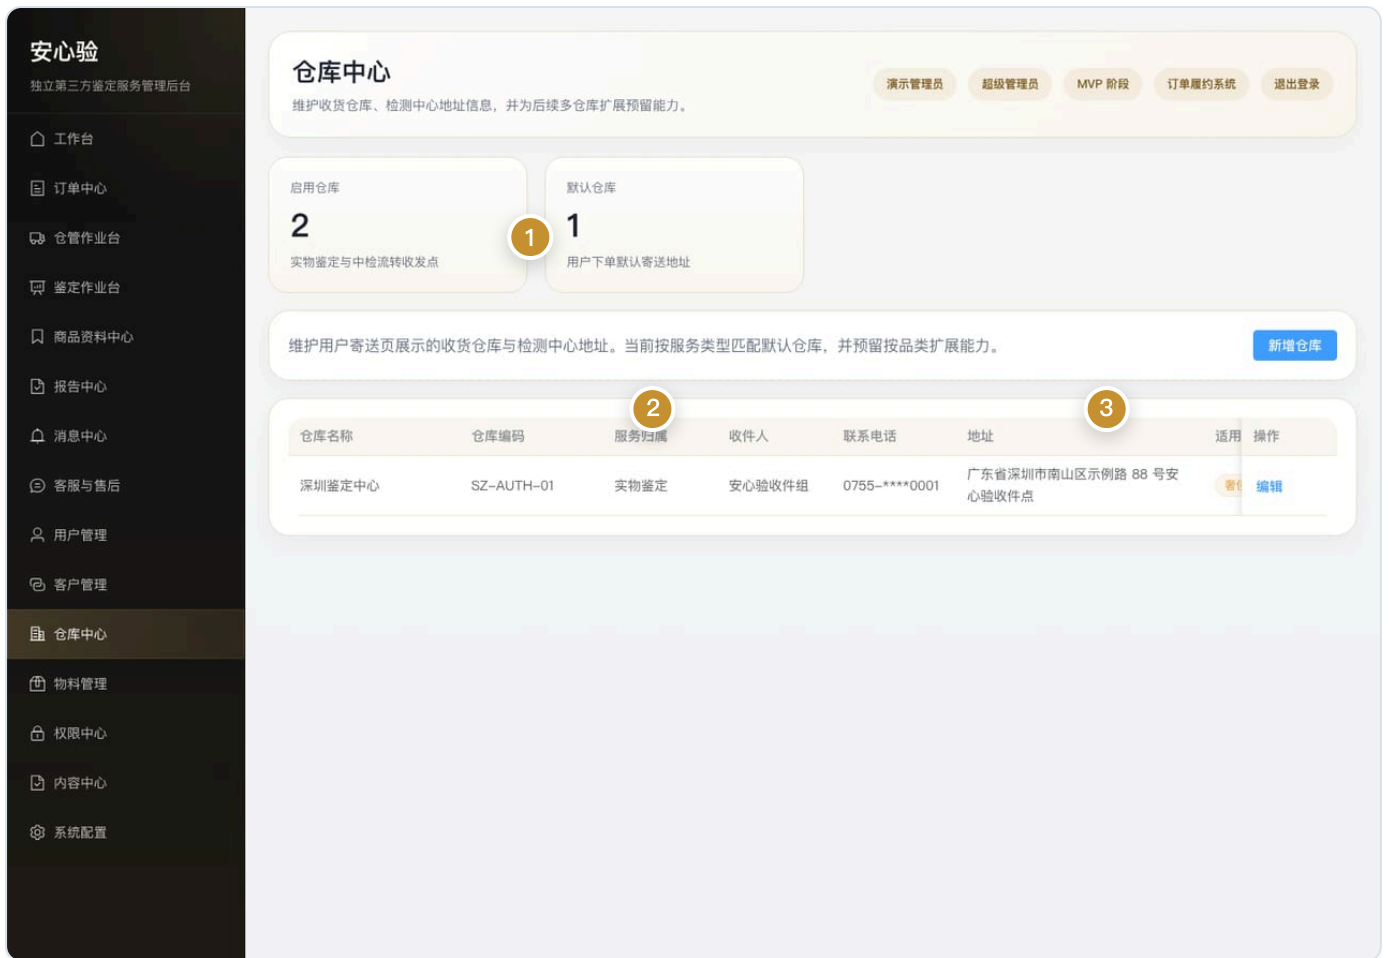 安心验
独立第三方鉴定服务管理后台
工作台
订单中心
仓管作业台
鉴定作业台
商品资料中心
报告中心
消息中心
客服与售后
用户管理
客户管理
仓库中心
物料管理
权限中心
内容中心
系统配置
仓库中心
维护收货仓库、检测中心地址信息，并为后续多仓库扩展预留能力。
演示管理员 超级管理员 MVP 阶段 订单履约系统 退出登录
启用仓库
2
实物鉴定与中检流转收发点
1
默认仓库
1
用户下单默认寄送地址
维护用户寄送页展示的收货仓库与检测中心地址。当前按服务类型匹配默认仓库，并预留按品类扩展能力。
新增仓库
2
3
仓库名称 仓库编码 服务归属 收件人 联系电话 地址 适用 操作
深圳鉴定中心 SZ-AUTH-01 实物鉴定 安心验收件组 0755-****0001 广东省深圳市南山区示例路 88 号安
心验收件点
奢 编辑